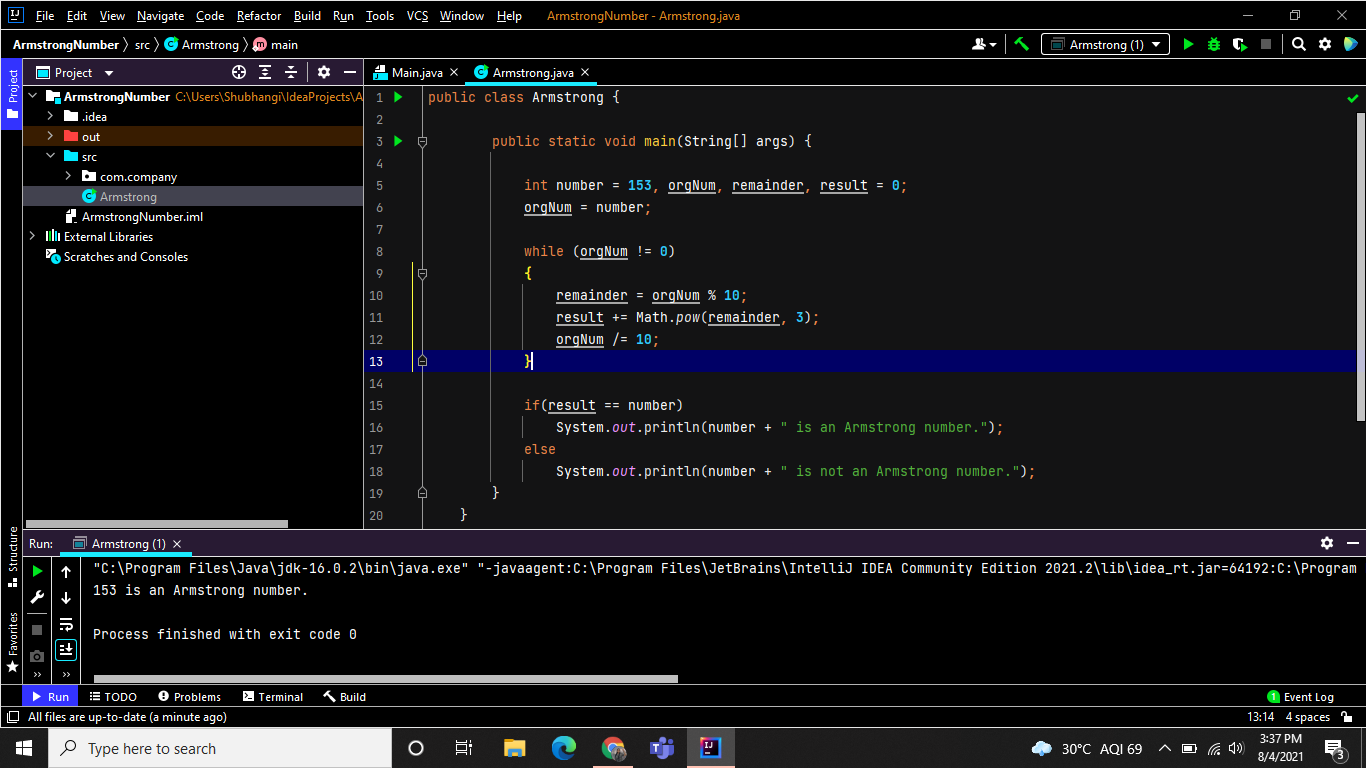 File Edit View Navigate Code Refactor Build Run Tools VCS Window Help ArmstrongNumber - Armstrong.java
ArmstrongNumber src Armstrong main Armstrong (1)
Project
Project
ArmstrongNumber C:\Users\Shubhangi\IdeaProjects\A
.idea
out
src
com.company
Armstrong
ArmstrongNumber.iml
External Libraries
Scratches and Consoles
Main.java Armstrong.java
1 public class Armstrong {
2
3 public static void main(String[] args) {
4
5 int number = 153, orgNum, remainder, result = 0;
6 orgNum = number;
7
8 while (orgNum != 0)
9 {
10 remainder = orgNum % 10;
11 result += Math.pow(remainder, 3);
12 orgNum /= 10;
13 }
14
15 if(result == number)
16 System.out.println(number + " is an Armstrong number.");
17 else
18 System.out.println(number + " is not an Armstrong number.");
19 }
20 }
Structure
Favorites
Run: Armstrong (1)
"C:\Program Files\Java\jdk-16.0.2\bin\java.exe" "-javaagent:C:\Program Files\JetBrains\IntelliJ IDEA Community Edition 2021.2\lib\idea_rt.jar=64192:C:\Program
153 is an Armstrong number.
Process finished with exit code 0
Run TODO Problems Terminal Build 1 Event Log
All files are up-to-date (a minute ago) 13:14 4 spaces
Type here to search 30°C AQI 69 3:37 PM
8/4/2021 3